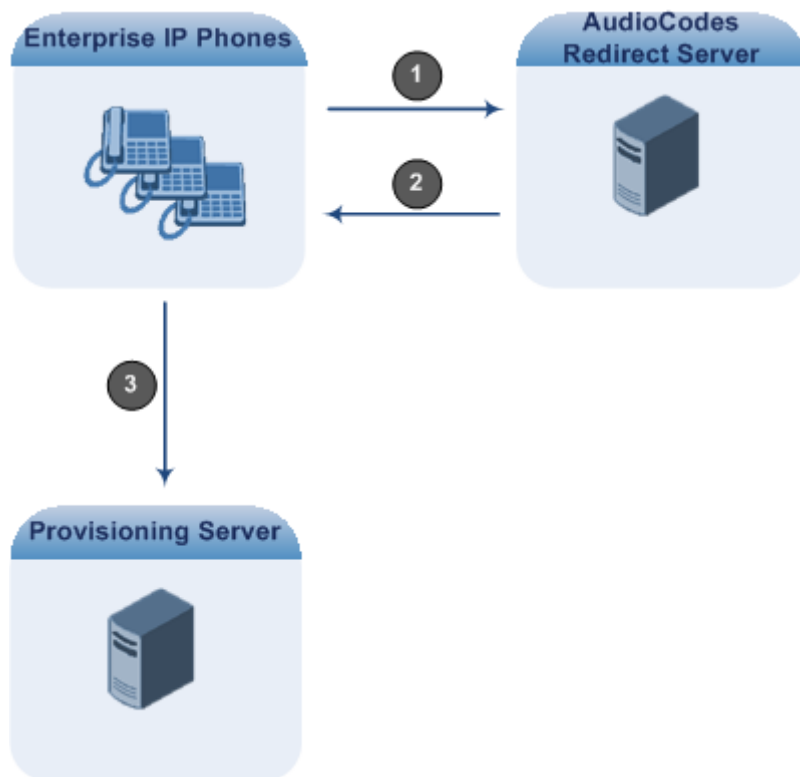 Enterprise IP Phones
AudioCodes
Redirect Server
1
2
3
Provisioning Server